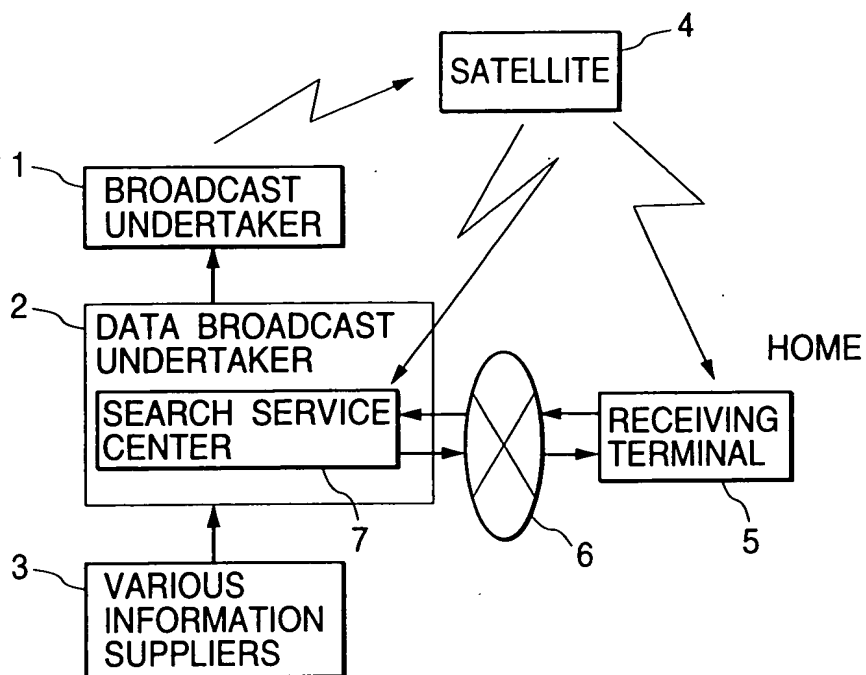 4
SATELLITE
1
BROADCAST
UNDERTAKER
2
DATA BROADCAST
UNDERTAKER
HOME
SEARCH SERVICE
CENTER
RECEIVING
TERMINAL
7
6
5
3
VARIOUS
INFORMATION
SUPPLIERS